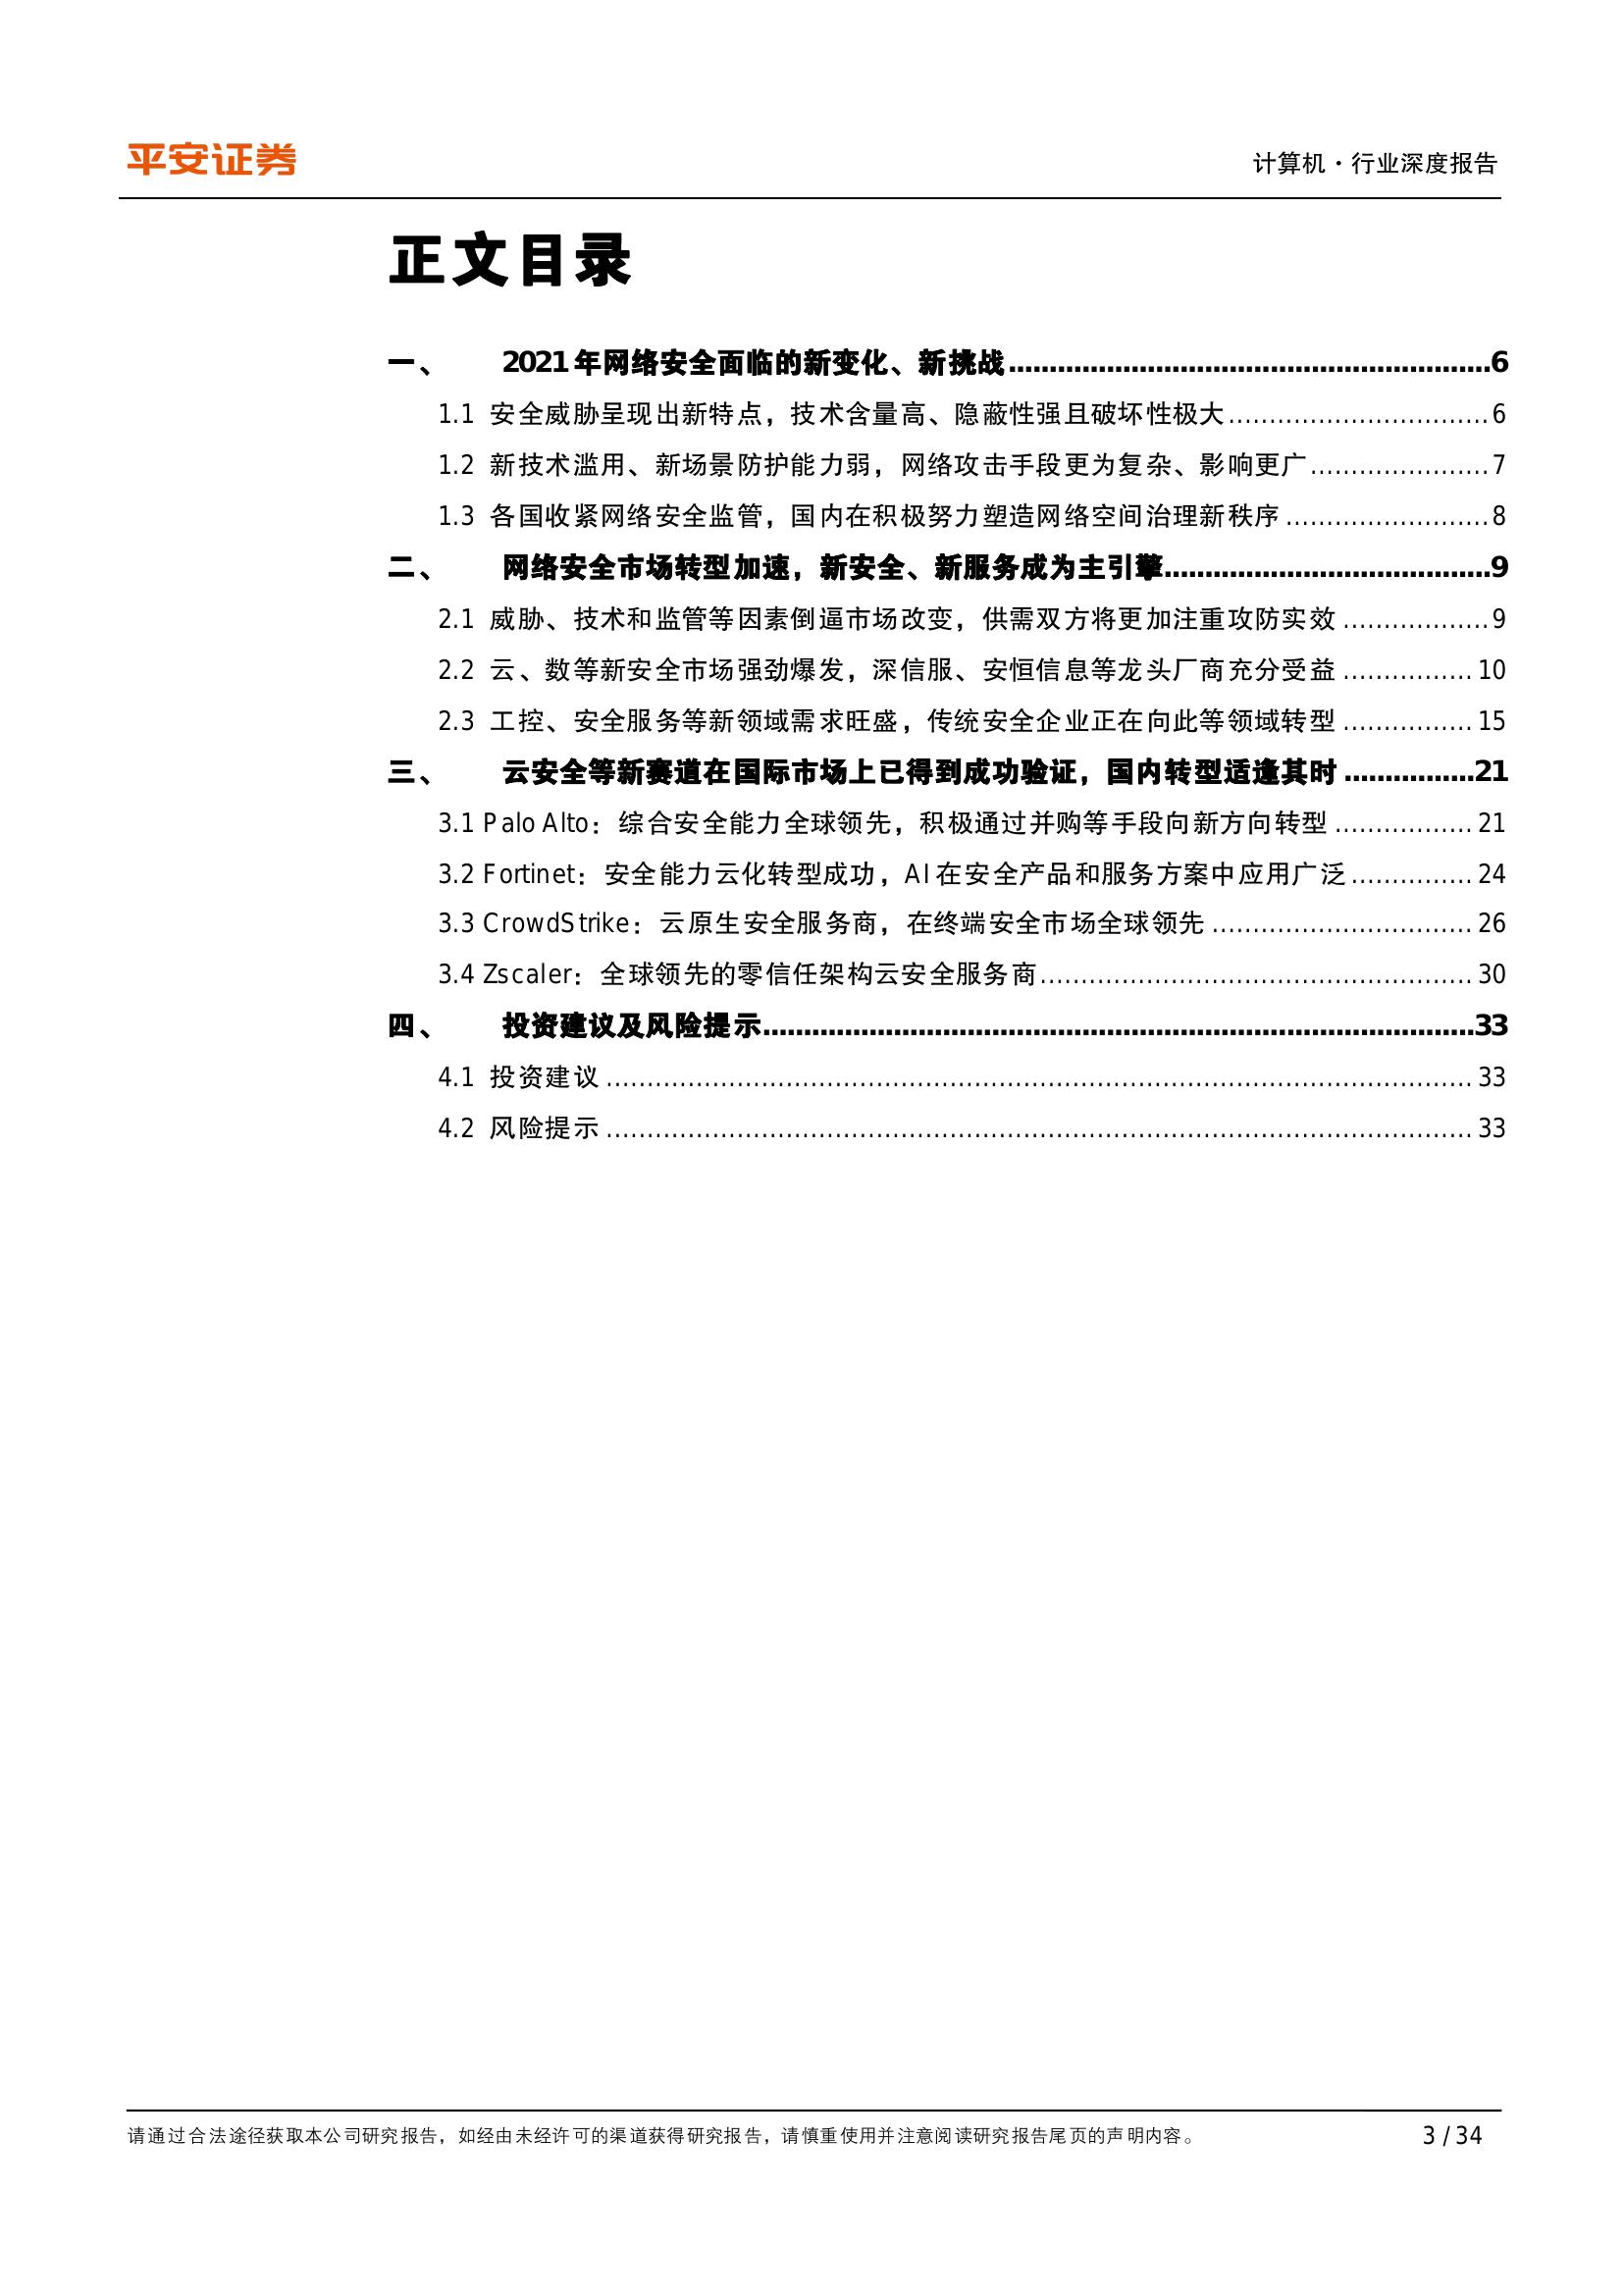 平安证券
计算机·行业深度报告
正文目录
一、 2021年网络安全面临的新变化、新挑战...........................................................6
1.1 安全威胁呈现出新特点，技术含量高、隐蔽性强且破坏性极大................................6
1.2 新技术滥用、新场景防护能力弱，网络攻击手段更为复杂、影响更广......................7
1.3 各国收紧网络安全监管，国内在积极努力塑造网络空间治理新秩序.........................8
二、 网络安全市场转型加速，新安全、新服务成为主引擎........................................9
2.1 威胁、技术和监管等因素倒逼市场改变，供需双方将更加注重攻防实效..................9
2.2 云、数等新安全市场强劲爆发，深信服、安恒信息等龙头厂商充分受益................10
2.3 工控、安全服务等新领域需求旺盛，传统安全企业正在向此等领域转型................15
三、 云安全等新赛道在国际市场上已得到成功验证，国内转型适逢其时................21
3.1 Palo Alto：综合安全能力全球领先，积极通过并购等手段向新方向转型.................21
3.2 Fortinet：安全能力云化转型成功，AI在安全产品和服务方案中应用广泛...............24
3.3 CrowdStrike：云原生安全服务商，在终端安全市场全球领先................................26
3.4 Zscaler：全球领先的零信任架构云安全服务商.....................................................30
四、 投资建议及风险提示.......................................................................................33
4.1 投资建议..........................................................................................................33
4.2 风险提示..........................................................................................................33
请通过合法途径获取本公司研究报告，如经由未经许可的渠道获得研究报告，请慎重使用并注意阅读研究报告尾页的声明内容。
3 / 34